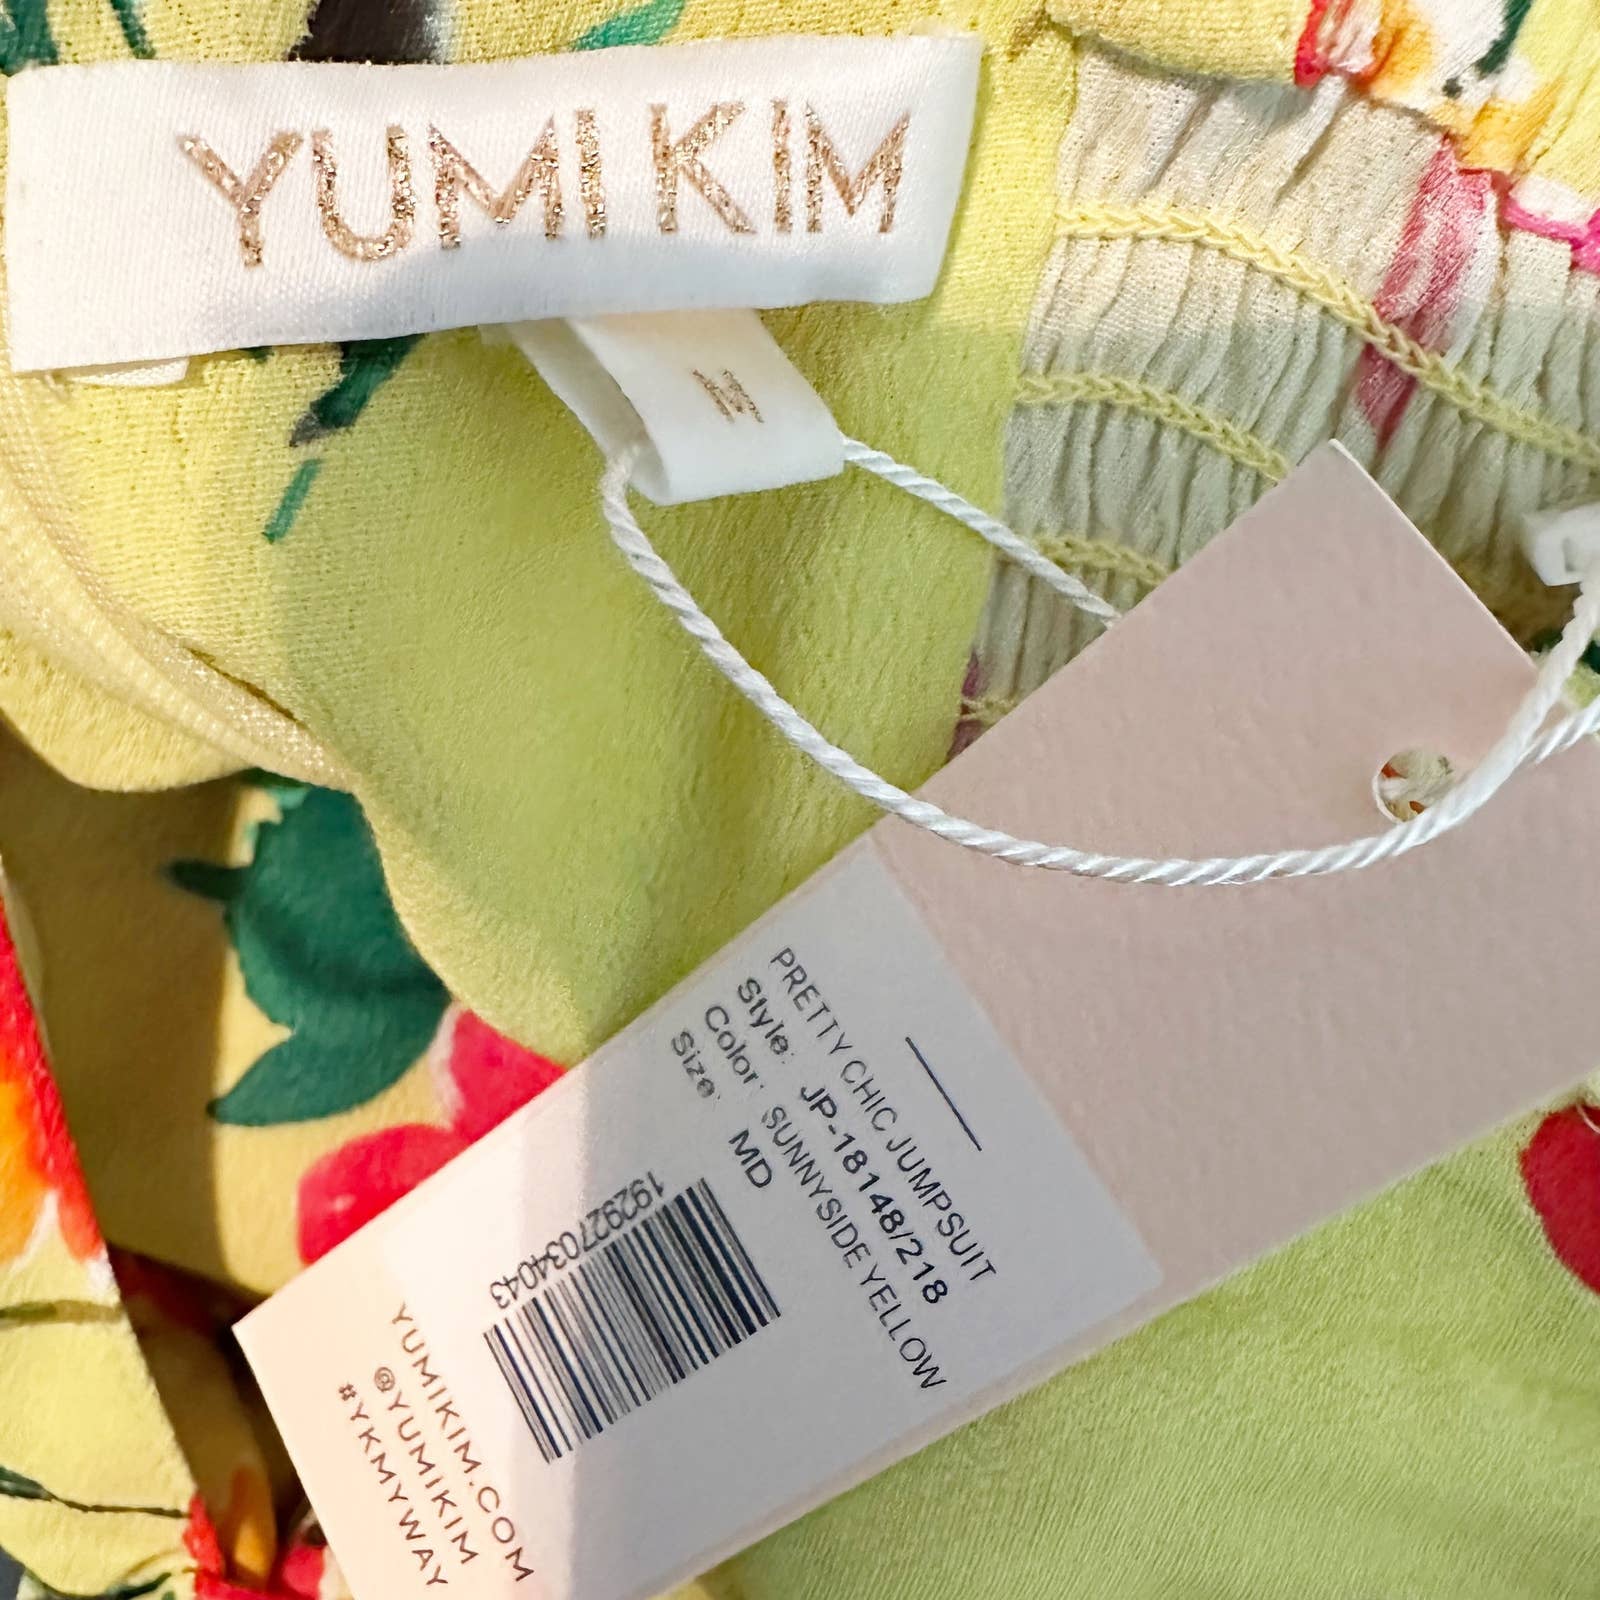 YUMI KIM
M
PRETTY CHIC JUMPSUIT
Style: JP-18148/218
Color: SUNNYSIDE YELLOW
Size: MD
192927034043
YUMIKIM.COM
@YUMIKIM
#YKMYWAY